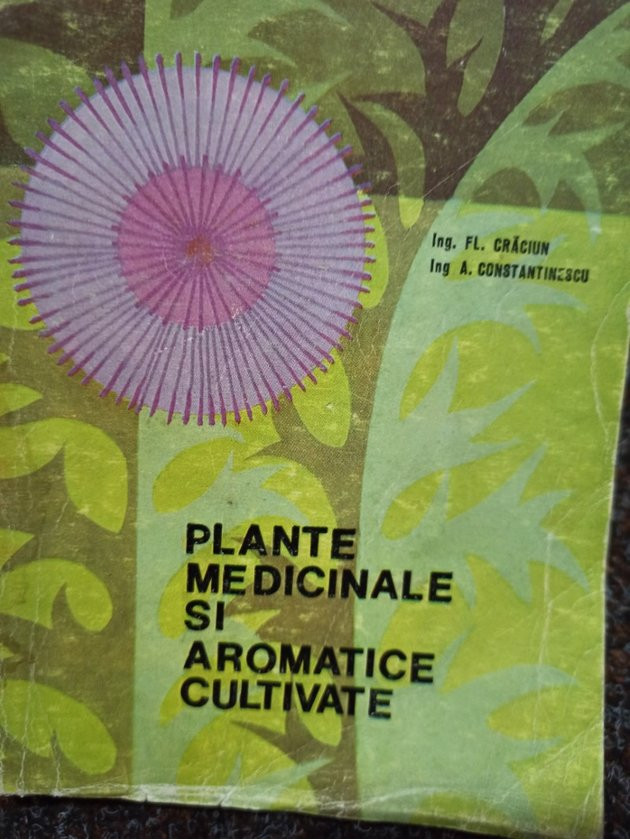 Ing. FL. CRĂCIUN
Ing A. CONSTANTINESCU
PLANTE
MEDICINALE
SI
AROMATICE
CULTIVATE